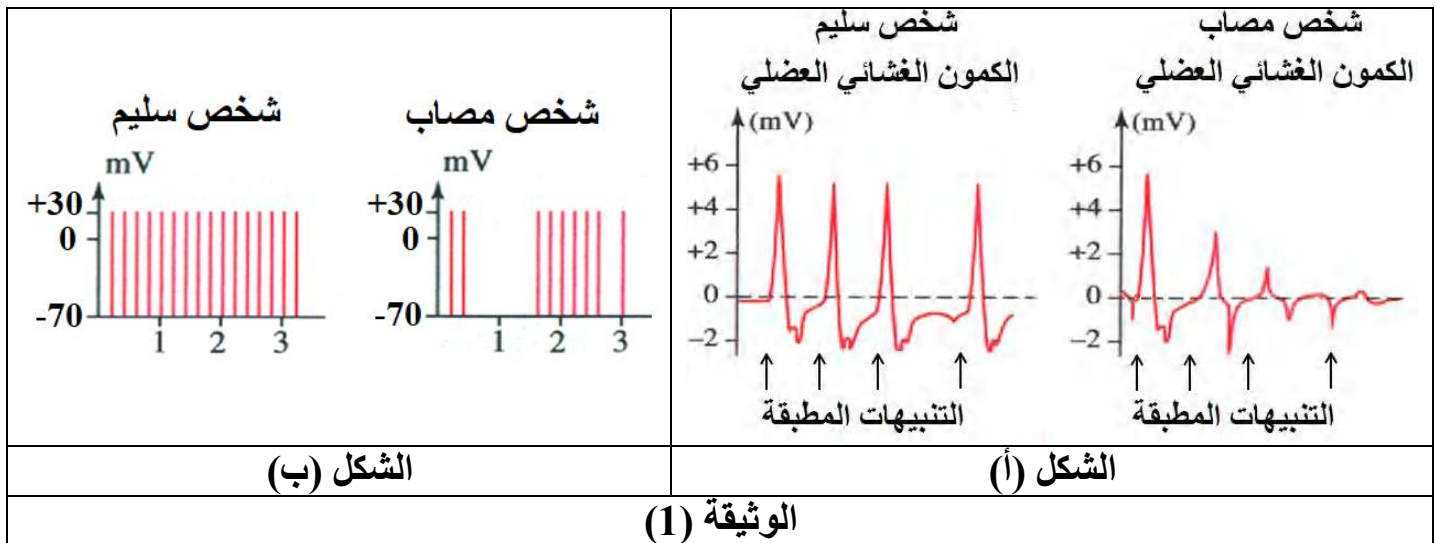 شخص سليم
الكمون الغشائي العضلي
(mV)
+6
+4
+2
0
−2
التنبيهات المطبقة
شخص مصاب
الكمون الغشائي العضلي
(mV)
+6
+4
+2
0
−2
التنبيهات المطبقة
شخص سليم
mV
+30
0
-70
1 2 3
شخص مصاب
mV
+30
0
-70
1 2 3
الشكل (أ)
الشكل (ب)
الوثيقة (1)